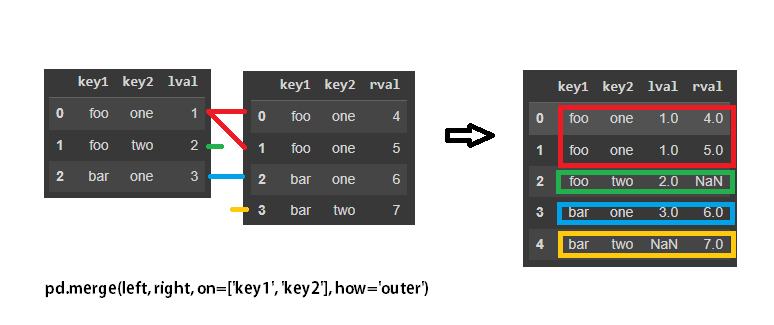 key1 key2 lval
0 foo one 1
1 foo two 2
2 bar one 3
key1 key2 rval
0 foo one 4
1 foo one 5
2 bar one 6
3 bar two 7
key1 key2 lval rval
0 foo one 1.0 4.0
1 foo one 1.0 5.0
2 foo two 2.0 NaN
3 bar one 3.0 6.0
4 bar two NaN 7.0
pd.merge(left, right, on=['key1', 'key2'], how='outer')